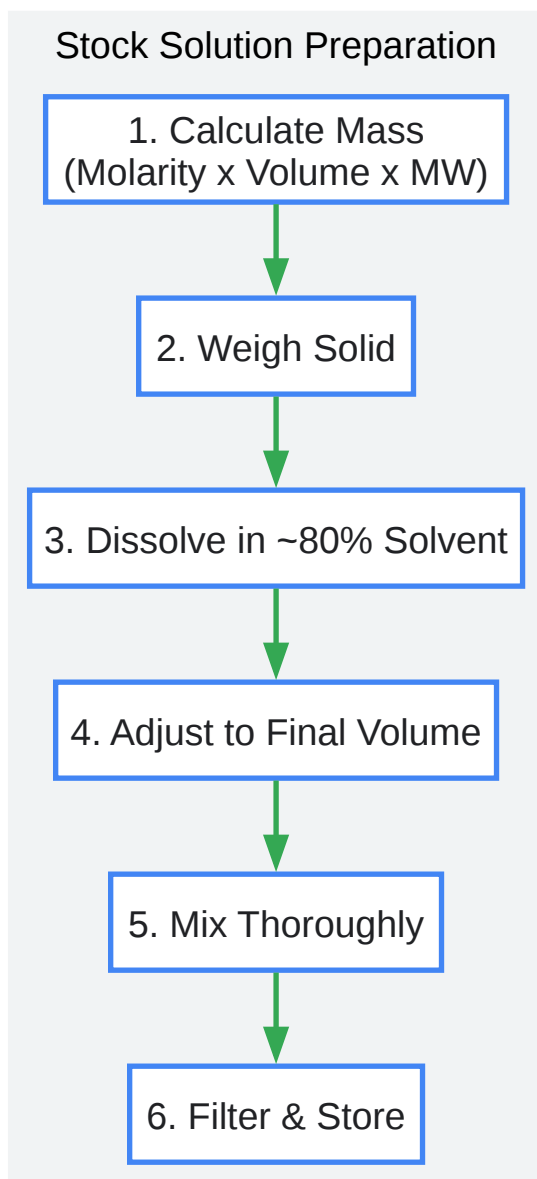 Stock Solution Preparation
1. Calculate Mass
(Molarity x Volume x MW)
2. Weigh Solid
3. Dissolve in ~80% Solvent
4. Adjust to Final Volume
5. Mix Thoroughly
6. Filter & Store